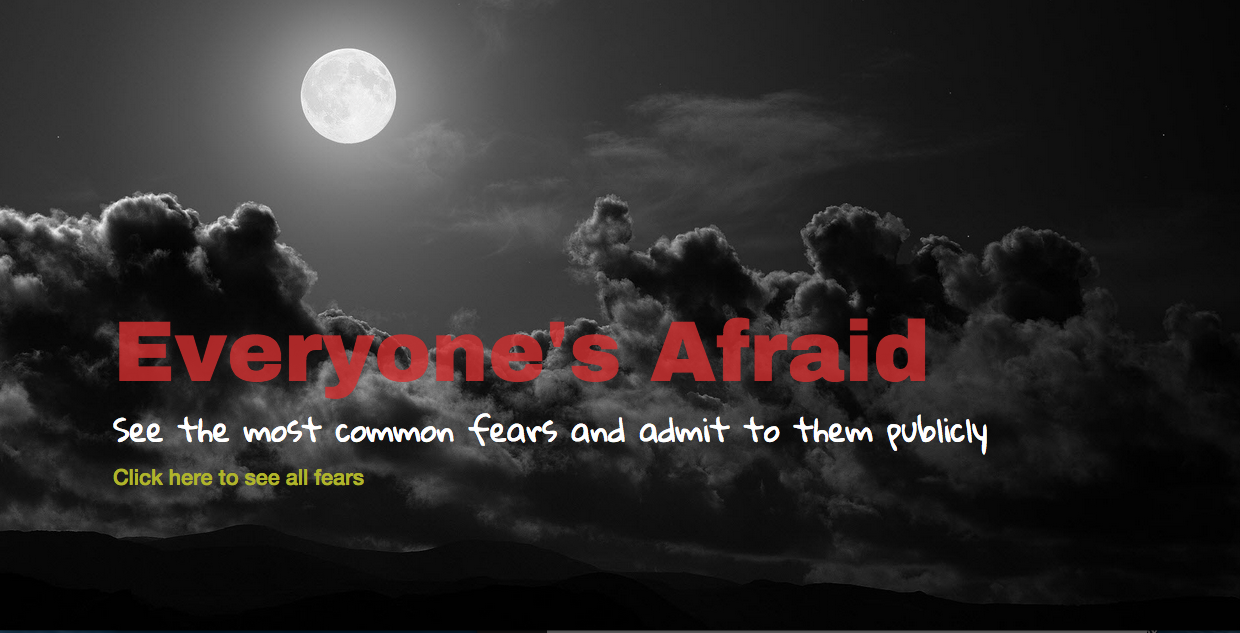 Everyone's Afraid
See the most common fears and admit to them publicly
Click here to see all fears